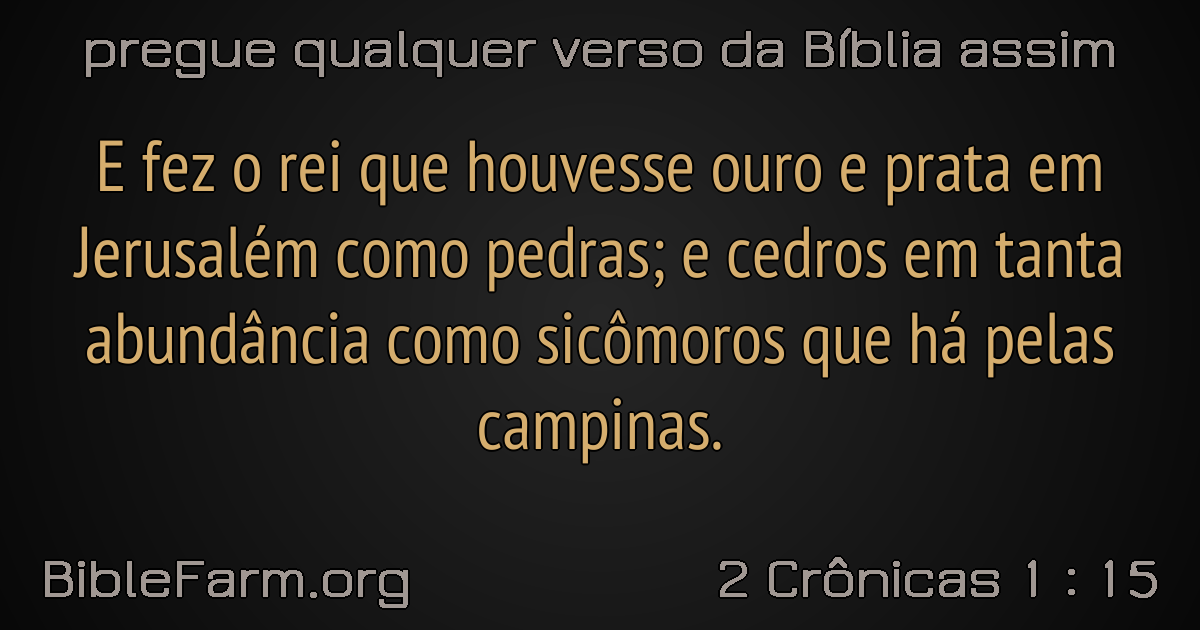 pregue qualquer verso da Bíblia assim
E fez o rei que houvesse ouro e prata em
Jerusalém como pedras; e cedros em tanta
abundância como sicômoros que há pelas
campinas.
BibleFarm.org
2 Crônicas 1 : 15